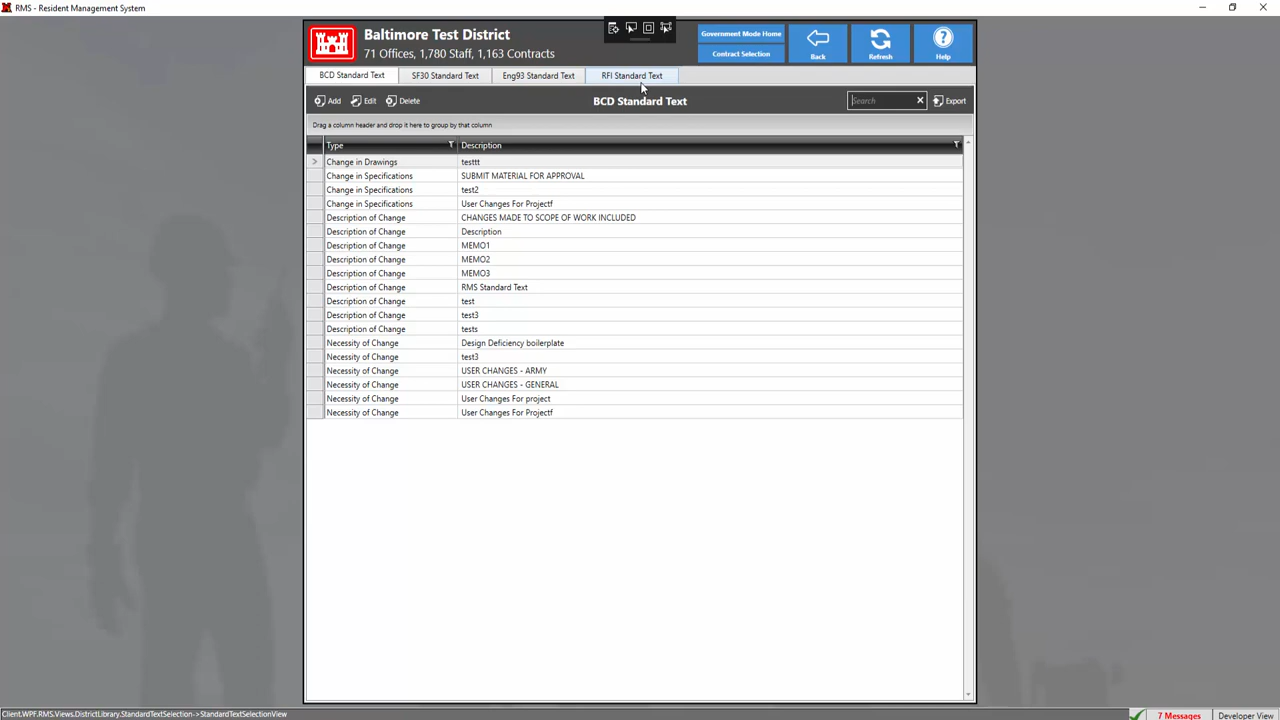 RMS - Resident Management System
Baltimore Test District
71 Offices, 1,780 Staff, 1,163 Contracts
Government Mode Home
Contract Selection
Back
Refresh
Help
BCD Standard Text
SF30 Standard Text
Eng93 Standard Text
RFI Standard Text
Add
Edit
Delete
BCD Standard Text
Search
Export
Drag a column header and drop it here to group by that column
Type Description
Change in Drawings testtt
Change in Specifications SUBMIT MATERIAL FOR APPROVAL
Change in Specifications test2
Change in Specifications User Changes For Projectf
Description of Change CHANGES MADE TO SCOPE OF WORK INCLUDED
Description of Change Description
Description of Change MEMO1
Description of Change MEMO2
Description of Change MEMO3
Description of Change RMS Standard Text
Description of Change test
Description of Change test3
Description of Change tests
Necessity of Change Design Deficiency boilerplate
Necessity of Change test3
Necessity of Change USER CHANGES - ARMY
Necessity of Change USER CHANGES - GENERAL
Necessity of Change User Changes For project
Necessity of Change User Changes For Projectf
Client.WPF.RMS.Views.DistrictLibrary.StandardTextSelection->StandardTextSelectionView
7 Messages
Developer View